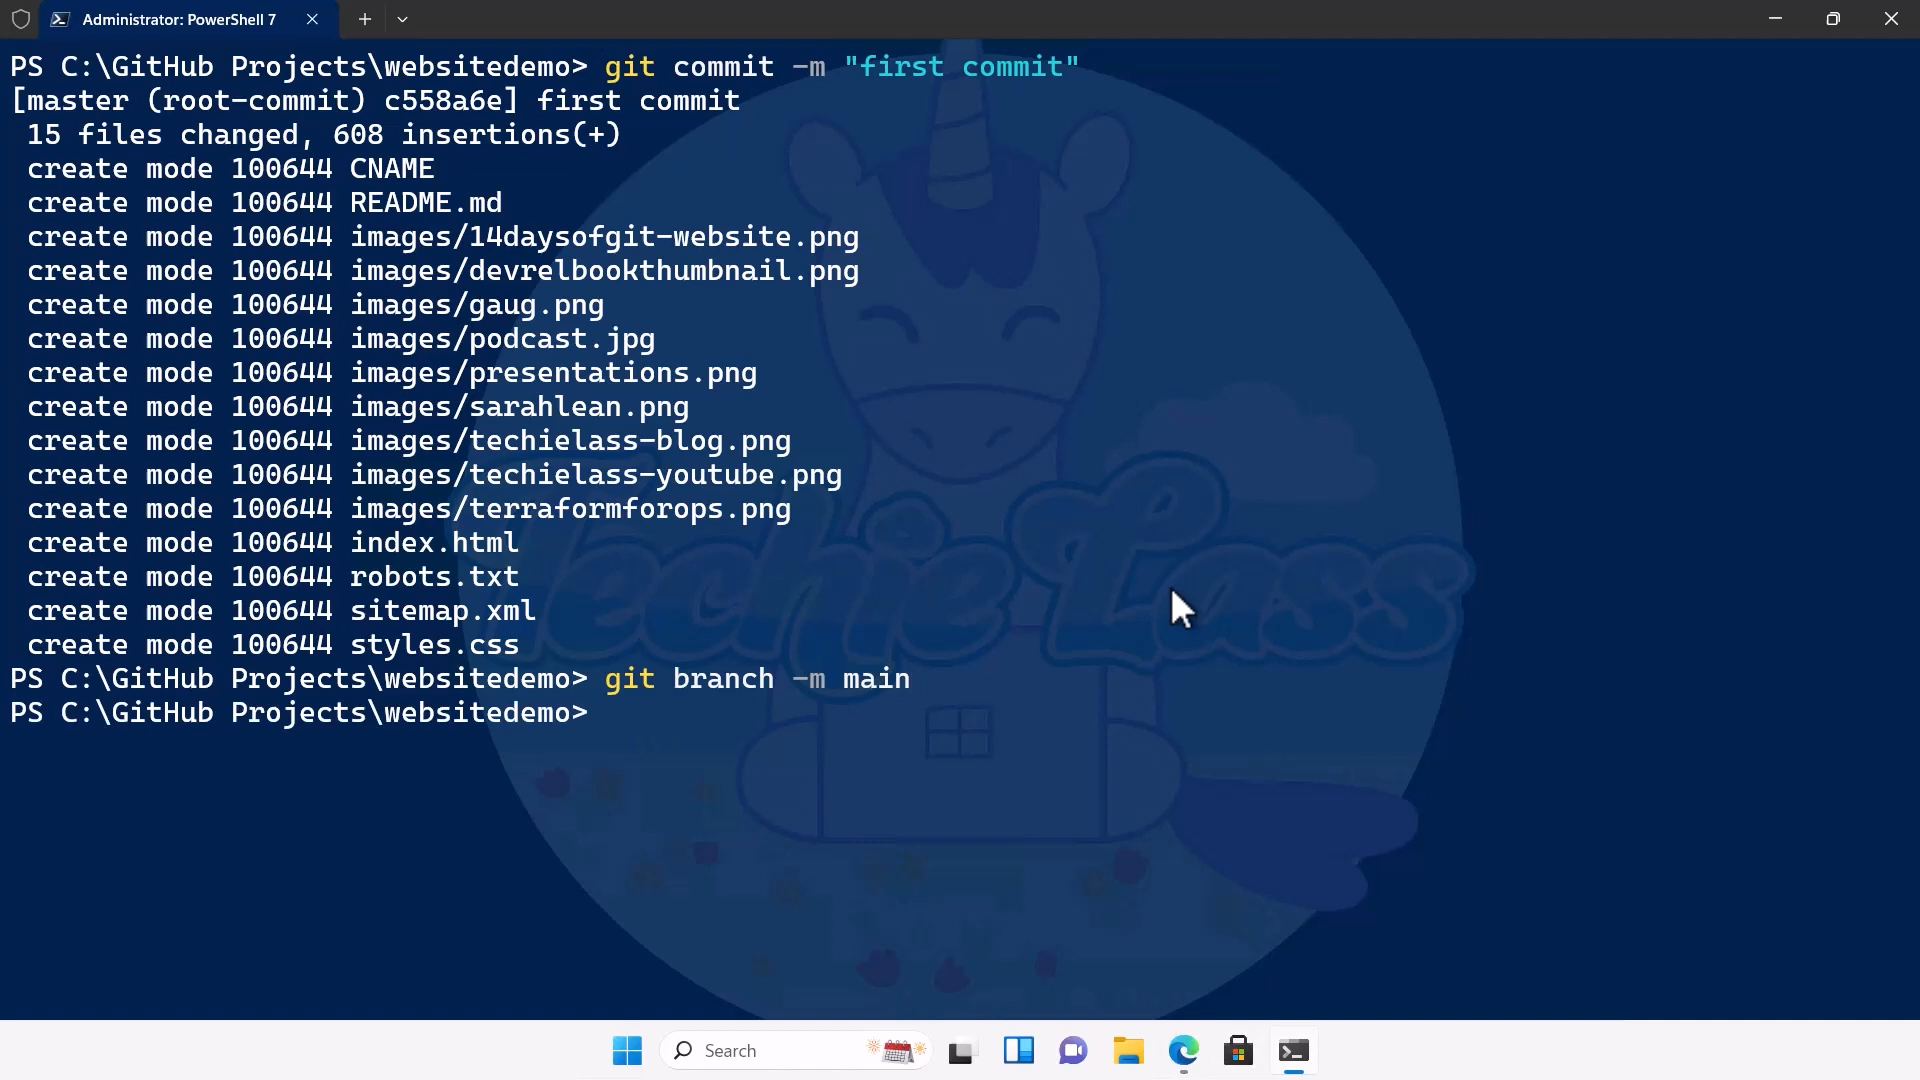 Administrator: PowerShell 7
PS C:\GitHub Projects\websitedemo> git commit -m "first commit"
[master (root-commit) c558a6e] first commit
15 files changed, 608 insertions(+)
create mode 100644 CNAME
create mode 100644 README.md
create mode 100644 images/14daysofgit-website.png
create mode 100644 images/devrelbookthumbnail.png
create mode 100644 images/gaug.png
create mode 100644 images/podcast.jpg
create mode 100644 images/presentations.png
create mode 100644 images/sarahlean.png
create mode 100644 images/techielass-blog.png
create mode 100644 images/techielass-youtube.png
create mode 100644 images/terraformforops.png
create mode 100644 index.html
create mode 100644 robots.txt
create mode 100644 sitemap.xml
create mode 100644 styles.css
PS C:\GitHub Projects\websitedemo> git branch -m main
PS C:\GitHub Projects\websitedemo>
Techie Lass
Search